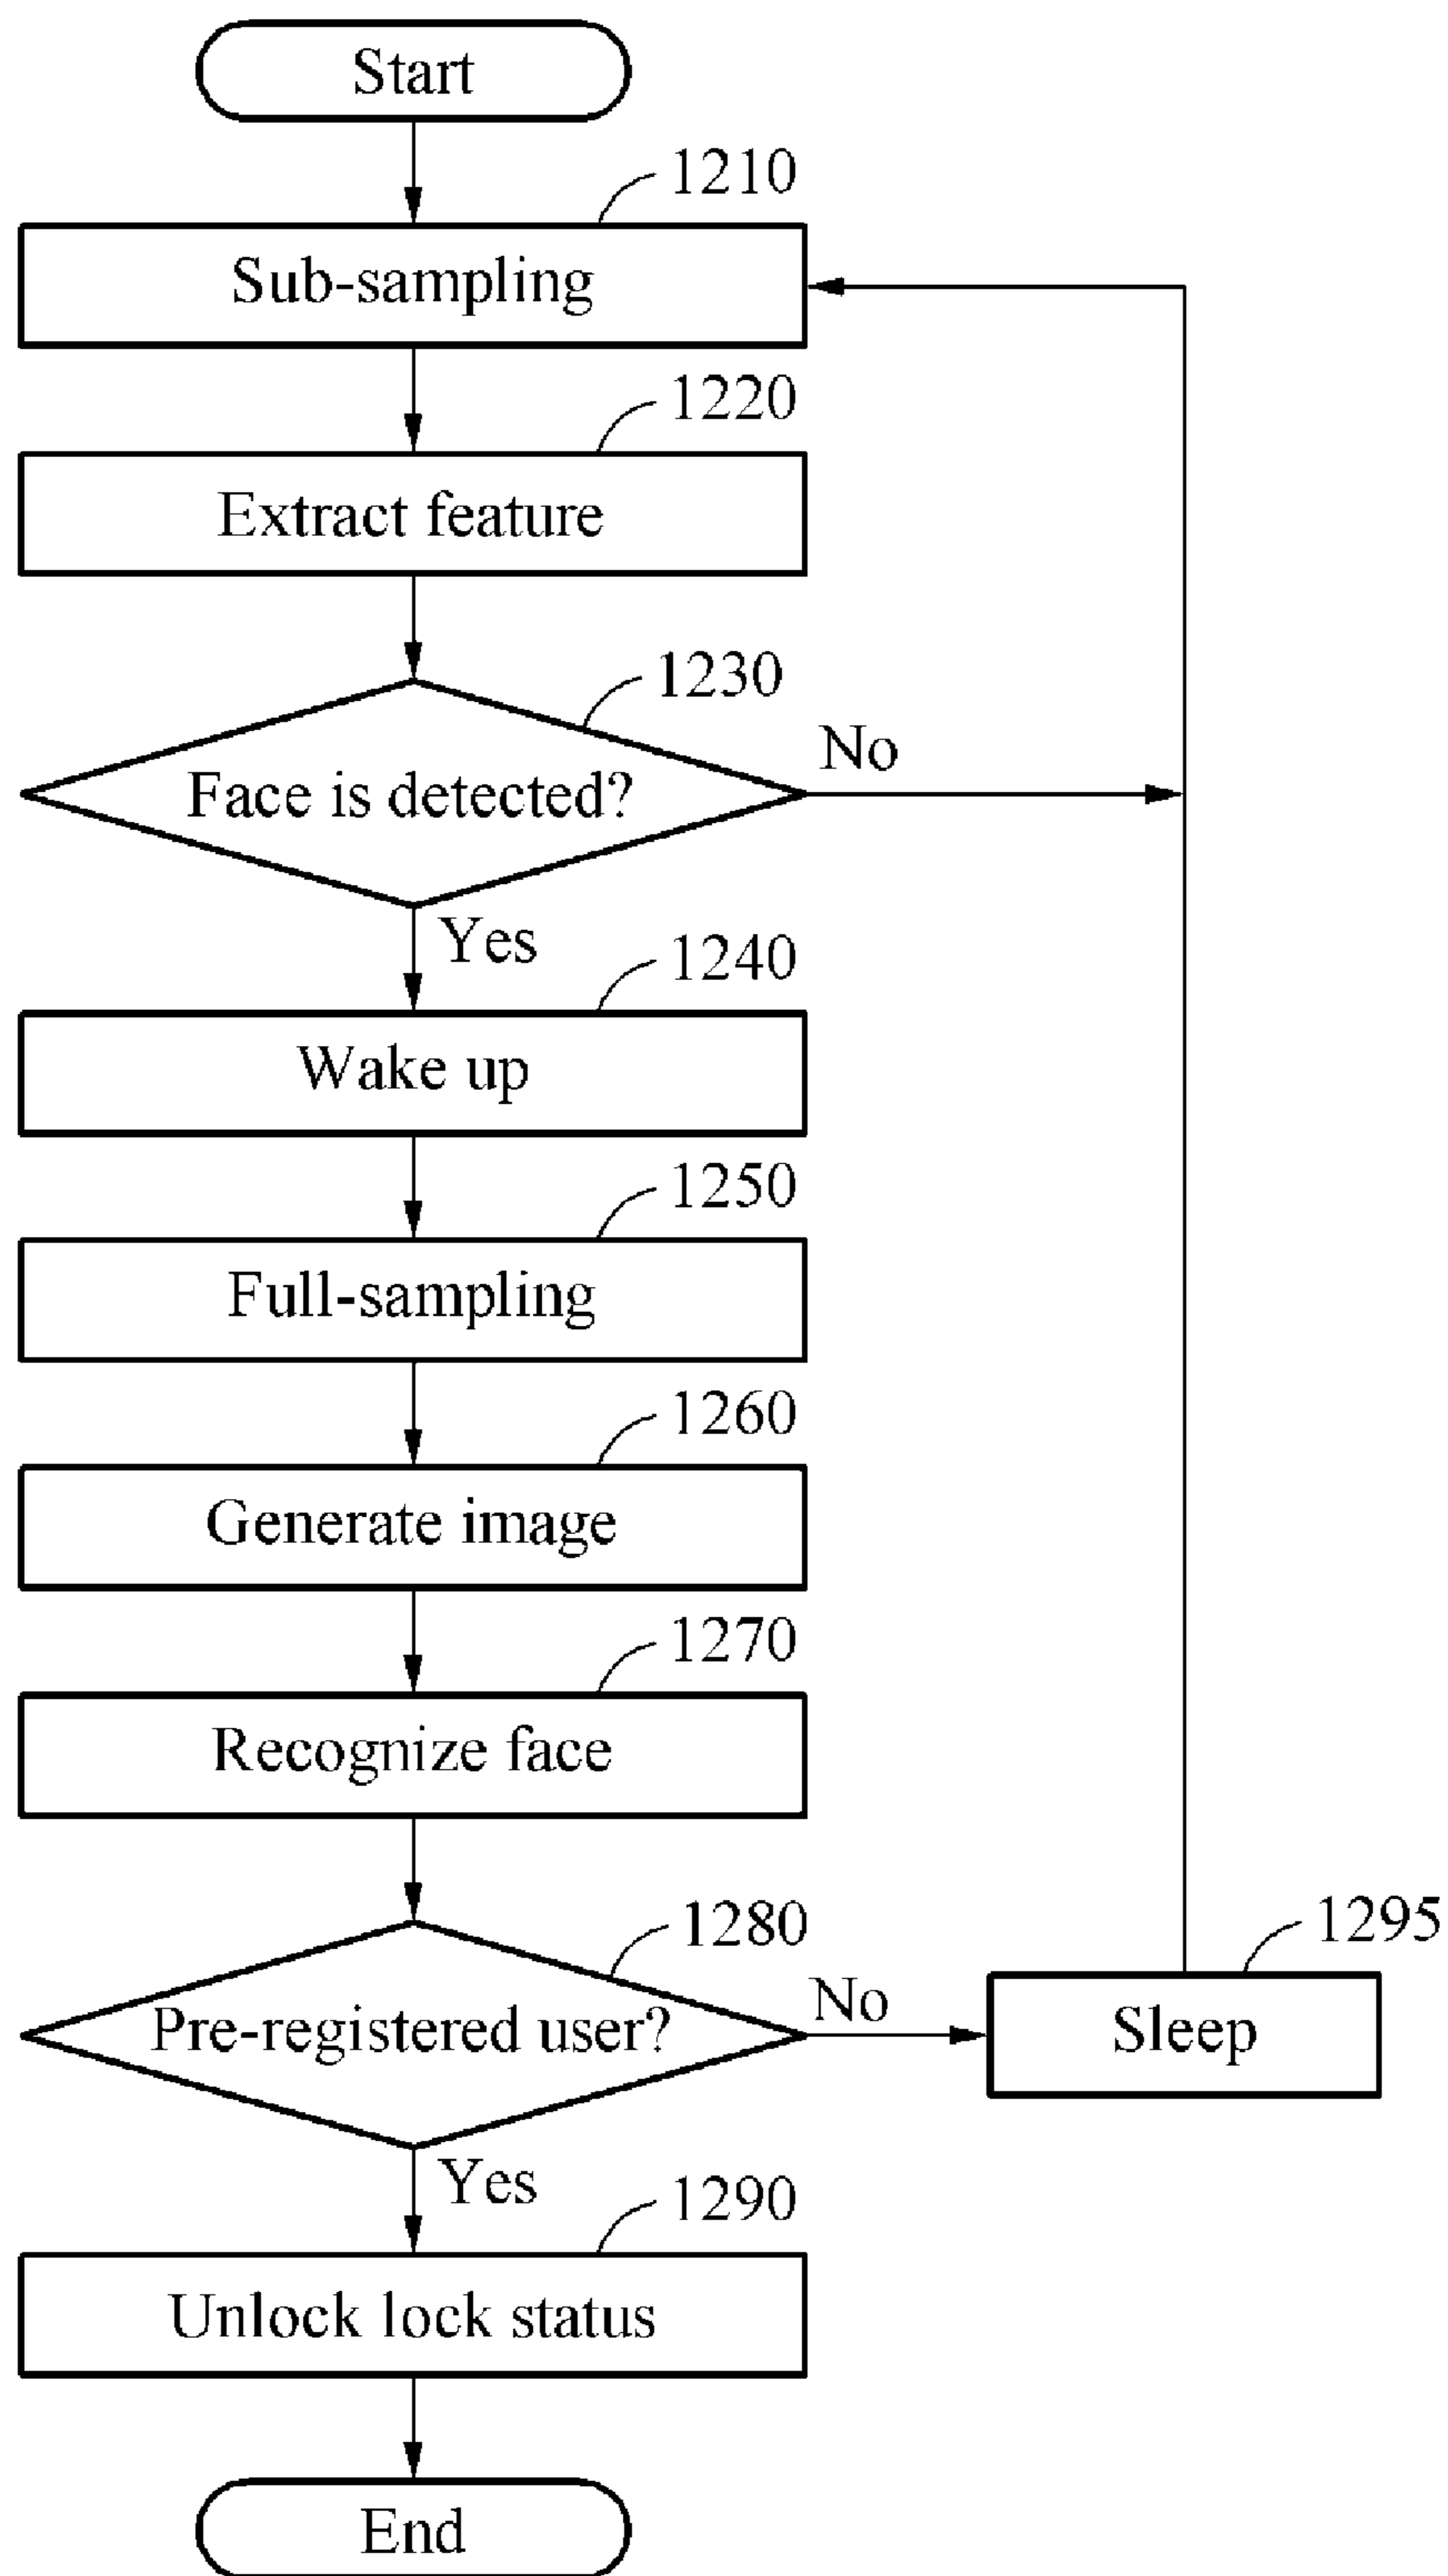 Start
1210
Sub-sampling
1220
Extract feature
1230
Face is detected?
No
Yes
1240
Wake up
1250
Full-sampling
1260
Generate image
1270
Recognize face
1280
Pre-registered user?
No
1295
Sleep
Yes
1290
Unlock lock status
End